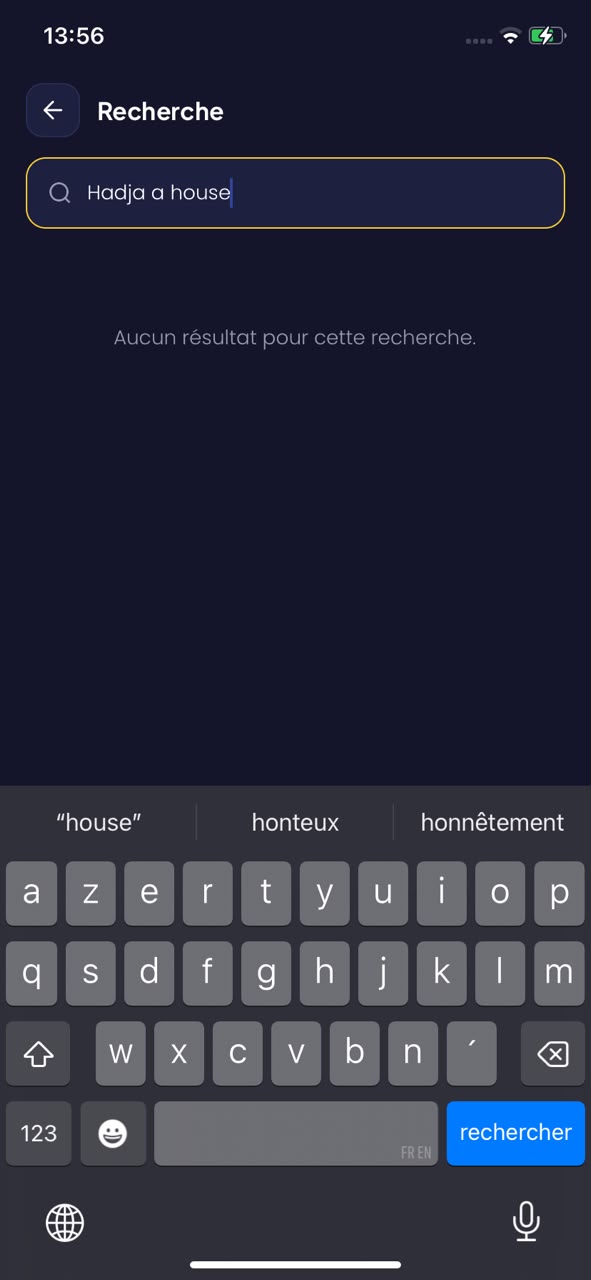 13:56
Recherche
Hadja a house
Aucun résultat pour cette recherche.
“house” honteux honnêtement
a z e r t y u i o p
q s d f g h j k l m
w x c v b n ´
123 FR EN rechercher